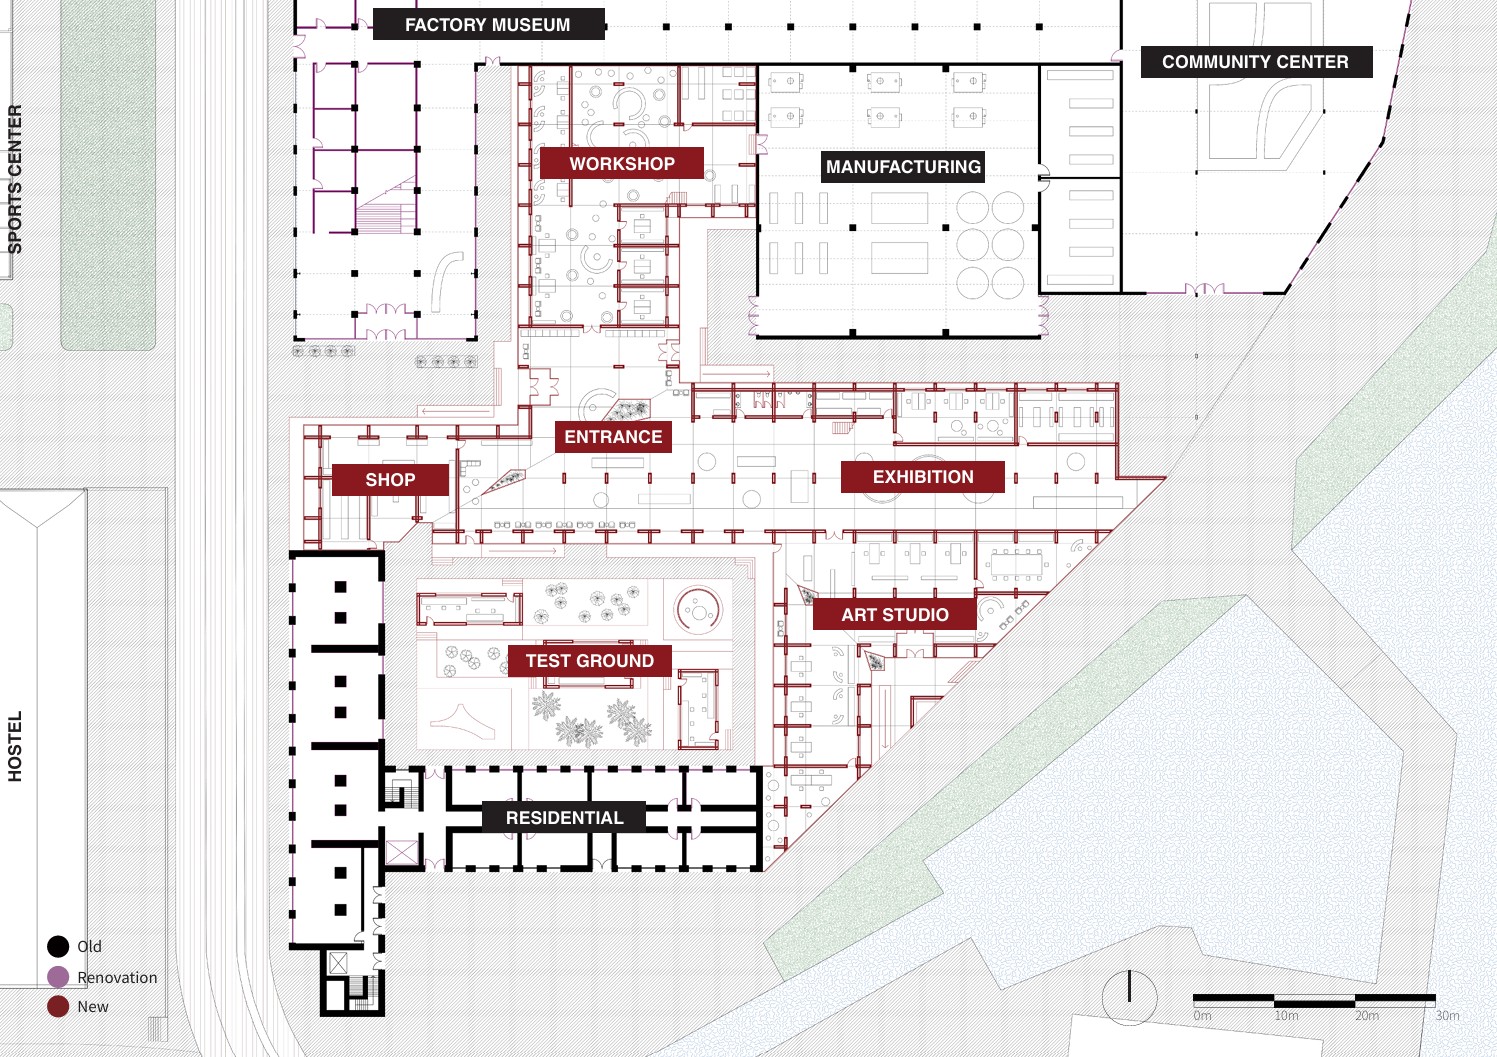 FACTORY MUSEUM
COMMUNITY CENTER
SPORTS CENTER
WORKSHOP
MANUFACTURING
ENTRANCE
SHOP
EXHIBITION
ART STUDIO
TEST GROUND
HOSTEL
RESIDENTIAL
Old
Renovation
New
0m 10m 20m 30m